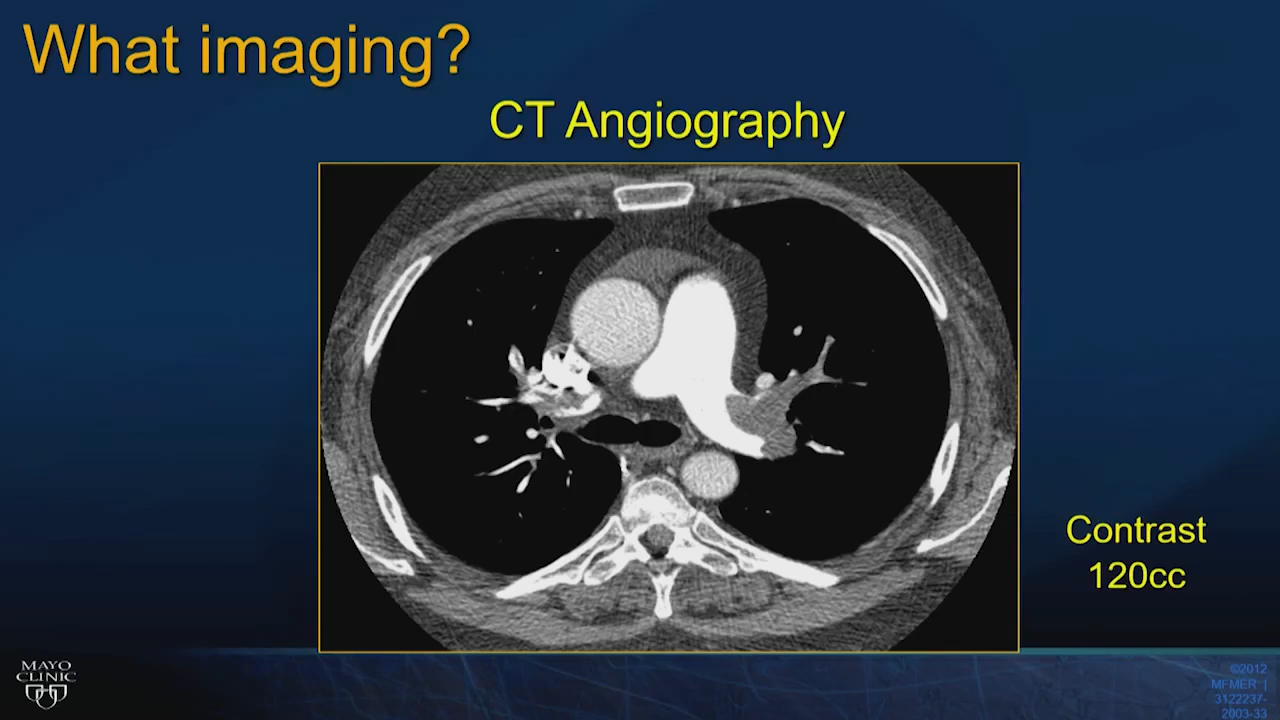 What imaging?
CT Angiography
Contrast
120cc
MAYO
CLINIC
©2012
MFMER |
3122237-
2003-33